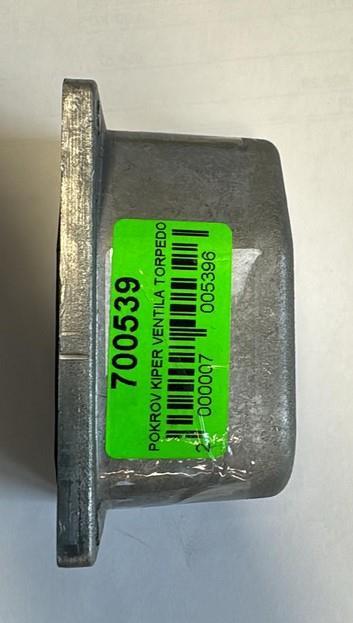 700539
POKROV KIPER VENTILA TORPEDO
2 000007 005396